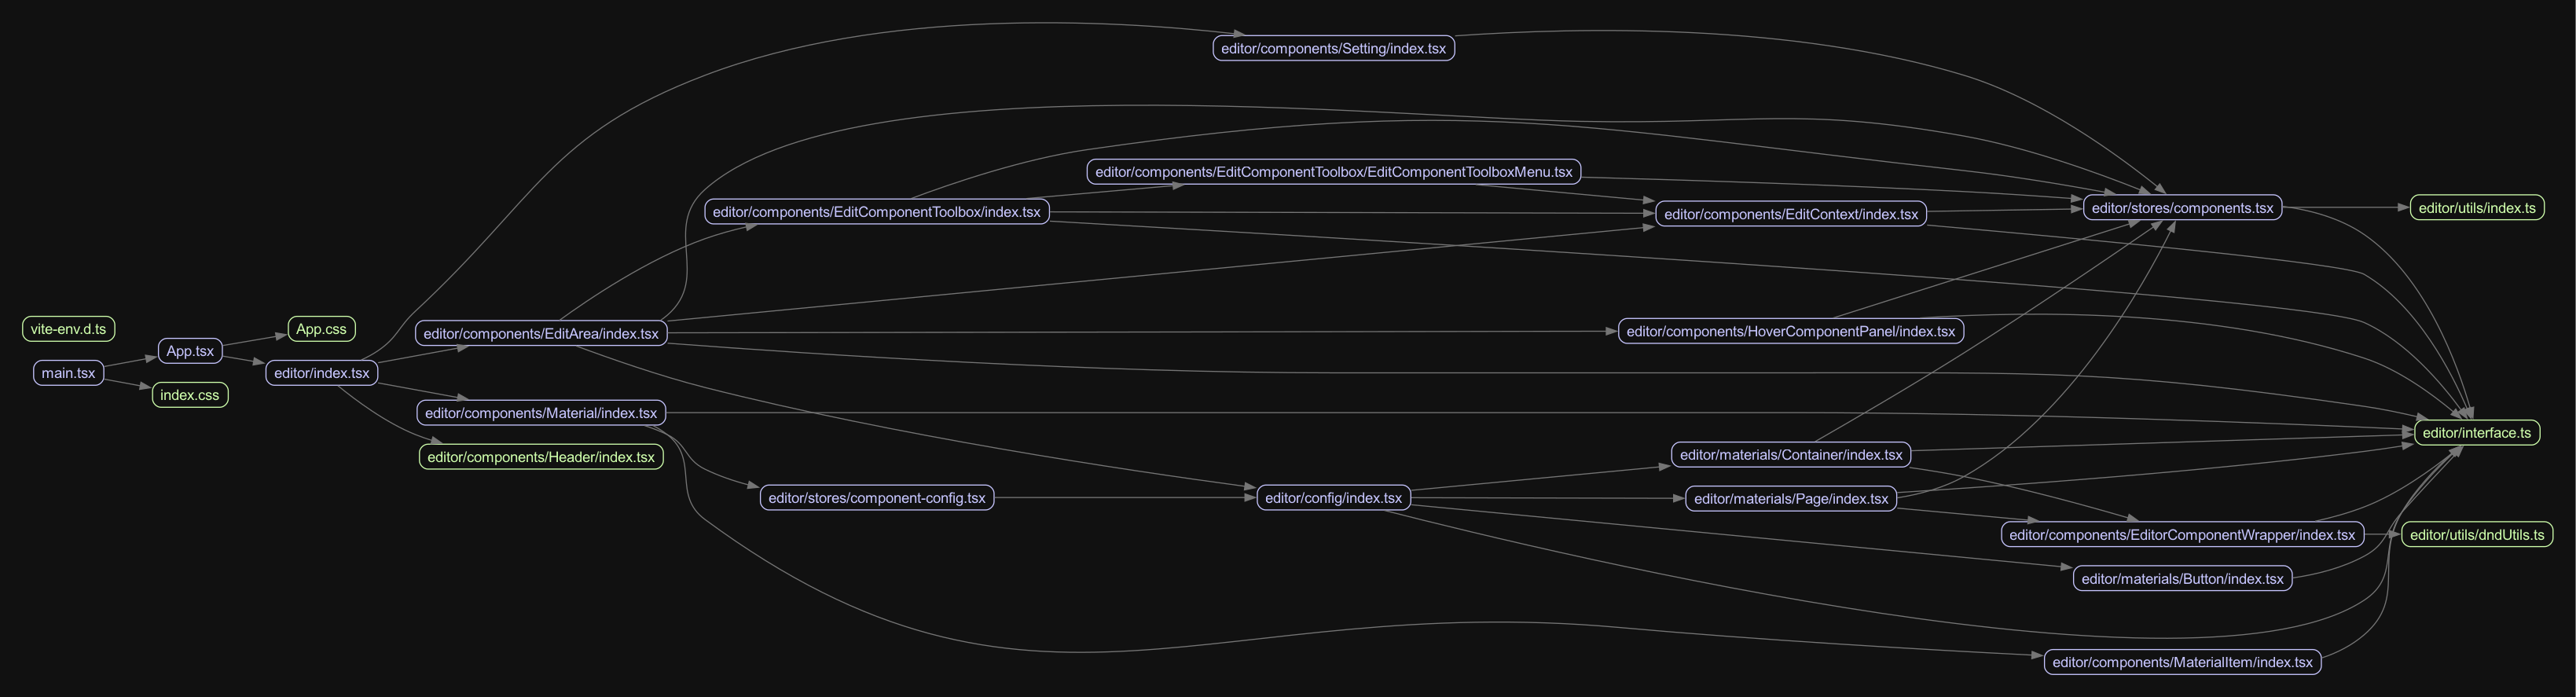 editor/components/Setting/index.tsx
editor/components/EditComponentToolbox/EditComponentToolboxMenu.tsx
editor/components/EditComponentToolbox/index.tsx
editor/components/EditContext/index.tsx
editor/stores/components.tsx
editor/utils/index.ts
vite-env.d.ts
App.css
editor/components/EditArea/index.tsx
editor/components/HoverComponentPanel/index.tsx
App.tsx
main.tsx
editor/index.tsx
index.css
editor/components/Material/index.tsx
editor/interface.ts
editor/components/Header/index.tsx
editor/materials/Container/index.tsx
editor/stores/component-config.tsx
editor/config/index.tsx
editor/materials/Page/index.tsx
editor/components/EditorComponentWrapper/index.tsx
editor/utils/dndUtils.ts
editor/materials/Button/index.tsx
editor/components/MaterialItem/index.tsx